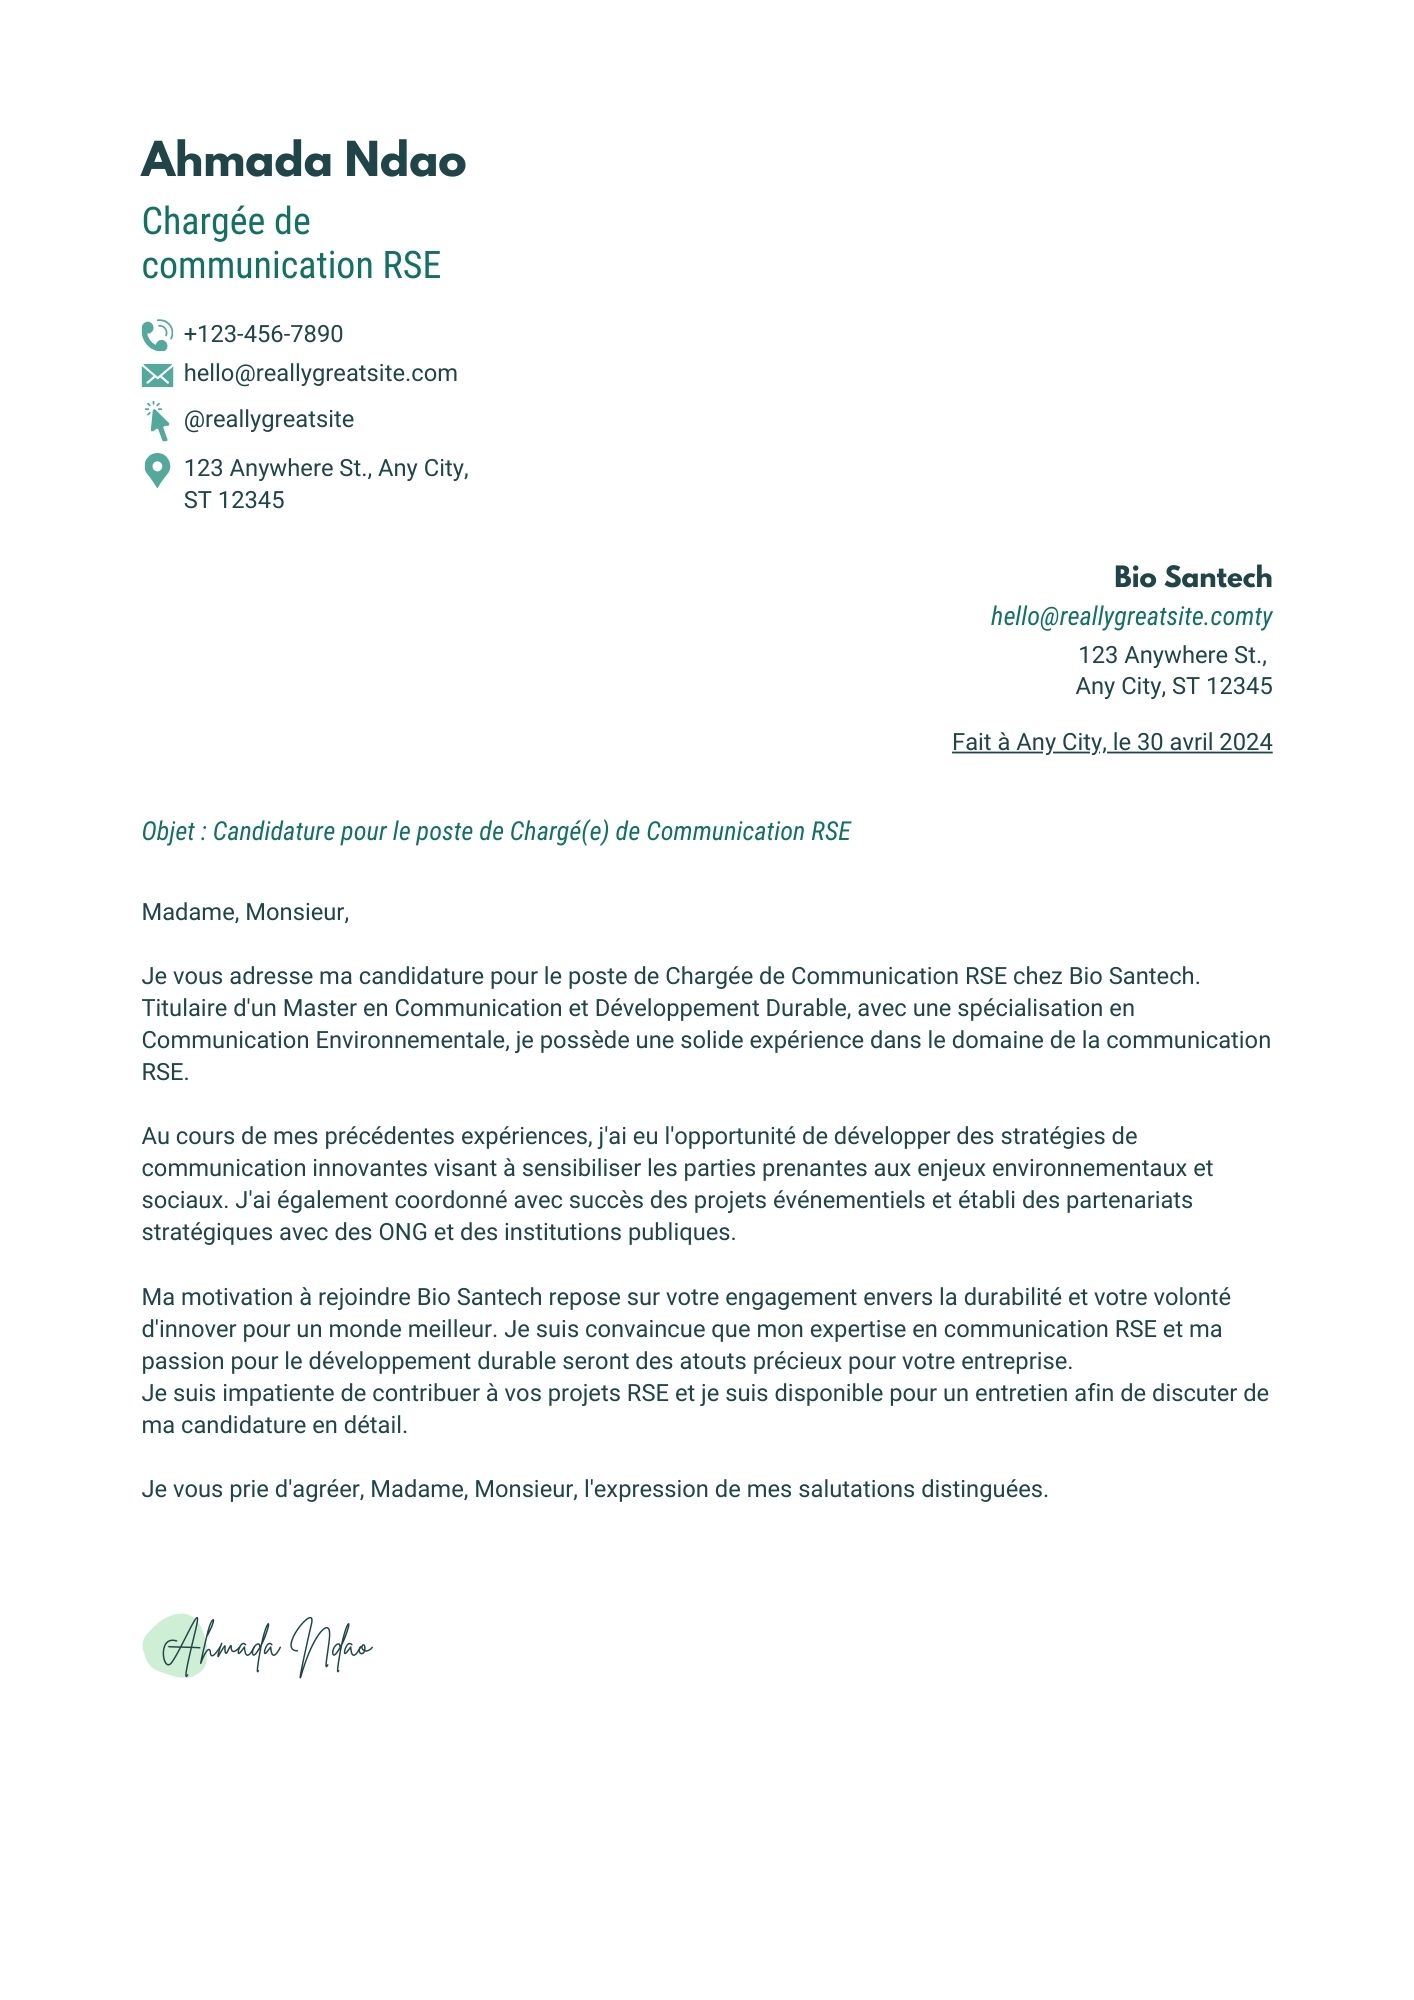 Ahmada Ndao
Chargée de
communication RSE
+123-456-7890
hello@reallygreatsite.com
@reallygreatsite
123 Anywhere St., Any City,
ST 12345
Bio Santech
hello@reallygreatsite.comty
123 Anywhere St.,
Any City, ST 12345
Fait à Any City, le 30 avril 2024
Objet : Candidature pour le poste de Chargé(e) de Communication RSE
Madame, Monsieur,
Je vous adresse ma candidature pour le poste de Chargée de Communication RSE chez Bio Santech.
Titulaire d'un Master en Communication et Développement Durable, avec une spécialisation en
Communication Environnementale, je possède une solide expérience dans le domaine de la communication
RSE.
Au cours de mes précédentes expériences, j'ai eu l'opportunité de développer des stratégies de
communication innovantes visant à sensibiliser les parties prenantes aux enjeux environnementaux et
sociaux. J'ai également coordonné avec succès des projets événementiels et établi des partenariats
stratégiques avec des ONG et des institutions publiques.
Ma motivation à rejoindre Bio Santech repose sur votre engagement envers la durabilité et votre volonté
d'innover pour un monde meilleur. Je suis convaincue que mon expertise en communication RSE et ma
passion pour le développement durable seront des atouts précieux pour votre entreprise.
Je suis impatiente de contribuer à vos projets RSE et je suis disponible pour un entretien afin de discuter de
ma candidature en détail.
Je vous prie d'agréer, Madame, Monsieur, l'expression de mes salutations distinguées.
Ahmada Ndao